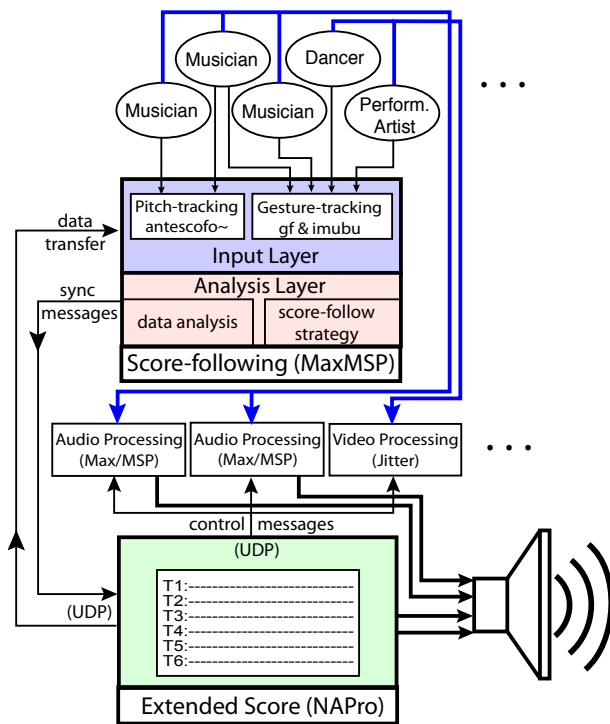 Musician
Dancer
Musician
Musician
Perform.
Artist
. . .
Pitch-tracking
antescofo~
Gesture-tracking
gf & imubu
Input Layer
data
transfer
Analysis Layer
sync
messages
data analysis
score-follow
strategy
Score-following (MaxMSP)
Audio Processing
(Max/MSP)
Audio Processing
(Max/MSP)
Video Processing
(Jitter)
. . .
control messages
(UDP)
(UDP)
T1:------------------------------
T2:------------------------------
T3:------------------------------
T4:------------------------------
T5:------------------------------
T6:------------------------------
Extended Score (NAPro)